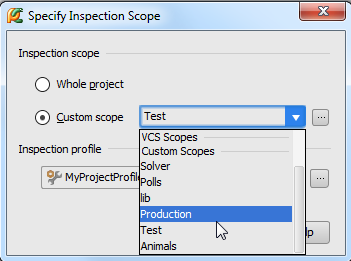 Specify Inspection Scope
Inspection scope
Whole project
Custom scope
Test
...
VCS Scopes
Custom Scopes
Solver
Polls
lib
Production
Test
Animals
Inspection profile
MyProjectProfile
...
lp